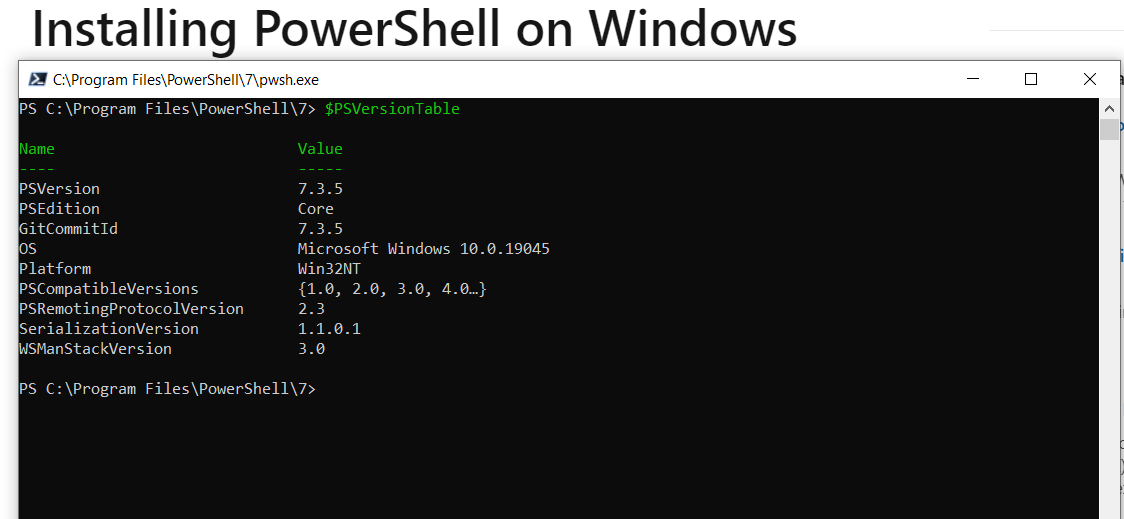 Installing PowerShell on Windows
C:\Program Files\PowerShell\7\pwsh.exe
PS C:\Program Files\PowerShell\7> $PSVersionTable
Name Value
---- -----
PSVersion 7.3.5
PSEdition Core
GitCommitId 7.3.5
OS Microsoft Windows 10.0.19045
Platform Win32NT
PSCompatibleVersions {1.0, 2.0, 3.0, 4.0…}
PSRemotingProtocolVersion 2.3
SerializationVersion 1.1.0.1
WSManStackVersion 3.0
PS C:\Program Files\PowerShell\7>